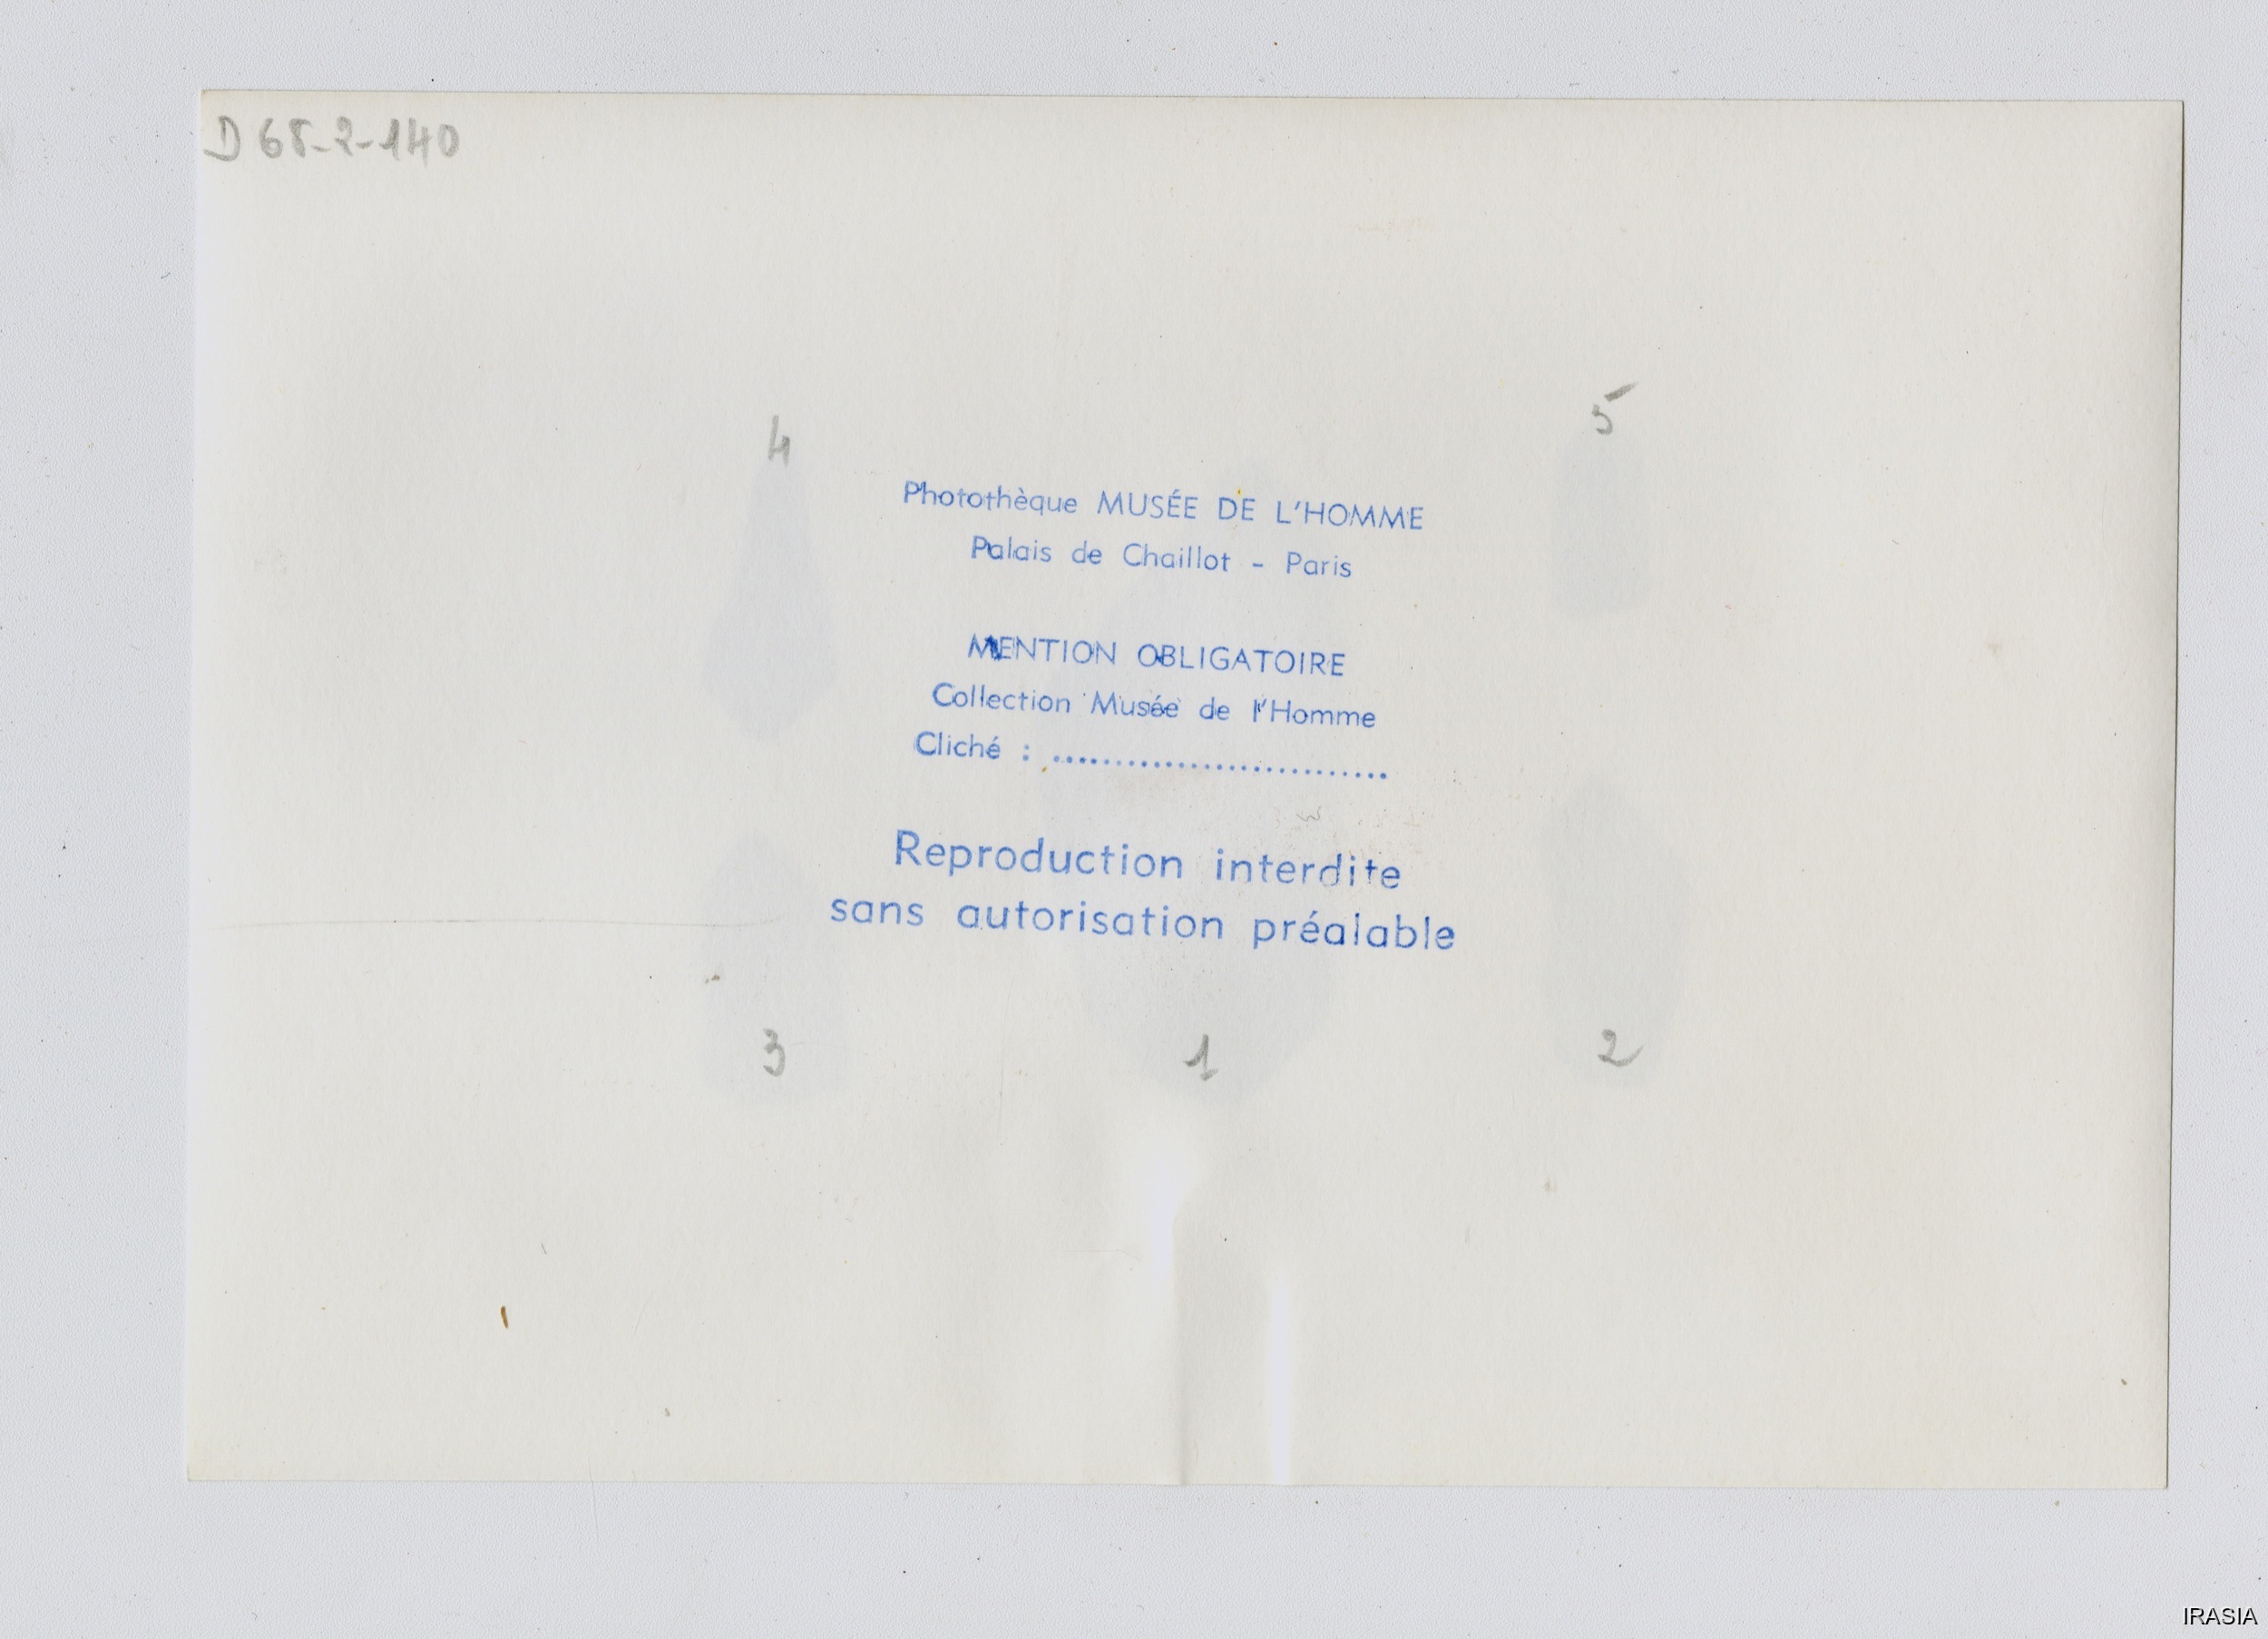 D 68-2-140
4
5
Photothèque MUSÉE DE L'HOMME
Palais de Chaillot - Paris
MENTION OBLIGATOIRE
Collection Musée de l'Homme
Cliché : ............................
Reproduction interdite
sans autorisation préalable
3
1
2
IRASIA